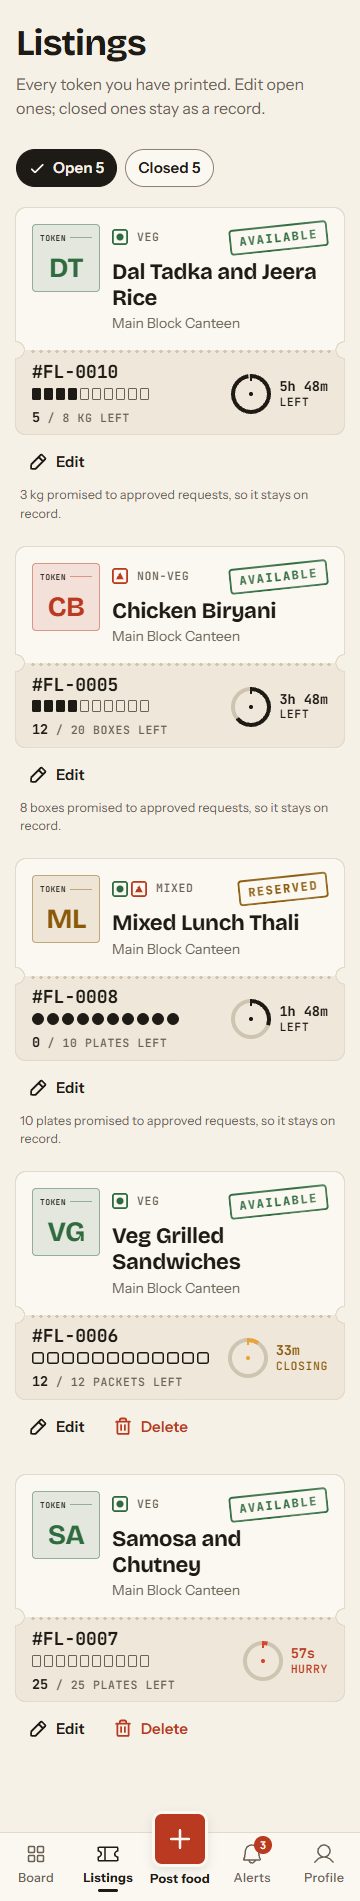 Listings
Every token you have printed. Edit open
ones; closed ones stay as a record.
Open 5
Closed 5
TOKEN
DT
VEG
AVAILABLE
Dal Tadka and Jeera
Rice
Main Block Canteen
#FL-0010
5 / 8 KG LEFT
5h 48m
LEFT
Edit
3 kg promised to approved requests, so it stays on
record.
TOKEN
CB
NON-VEG
AVAILABLE
Chicken Biryani
Main Block Canteen
#FL-0005
12 / 20 BOXES LEFT
3h 48m
LEFT
Edit
8 boxes promised to approved requests, so it stays on
record.
TOKEN
ML
MIXED
RESERVED
Mixed Lunch Thali
Main Block Canteen
#FL-0008
0 / 10 PLATES LEFT
1h 48m
LEFT
Edit
10 plates promised to approved requests, so it stays on
record.
TOKEN
VG
VEG
AVAILABLE
Veg Grilled
Sandwiches
Main Block Canteen
#FL-0006
12 / 12 PACKETS LEFT
33m
CLOSING
Edit
Delete
TOKEN
SA
VEG
AVAILABLE
Samosa and
Chutney
Main Block Canteen
#FL-0007
25 / 25 PLATES LEFT
57s
HURRY
Edit
Delete
Board
Listings
Post food
3
Alerts
Profile